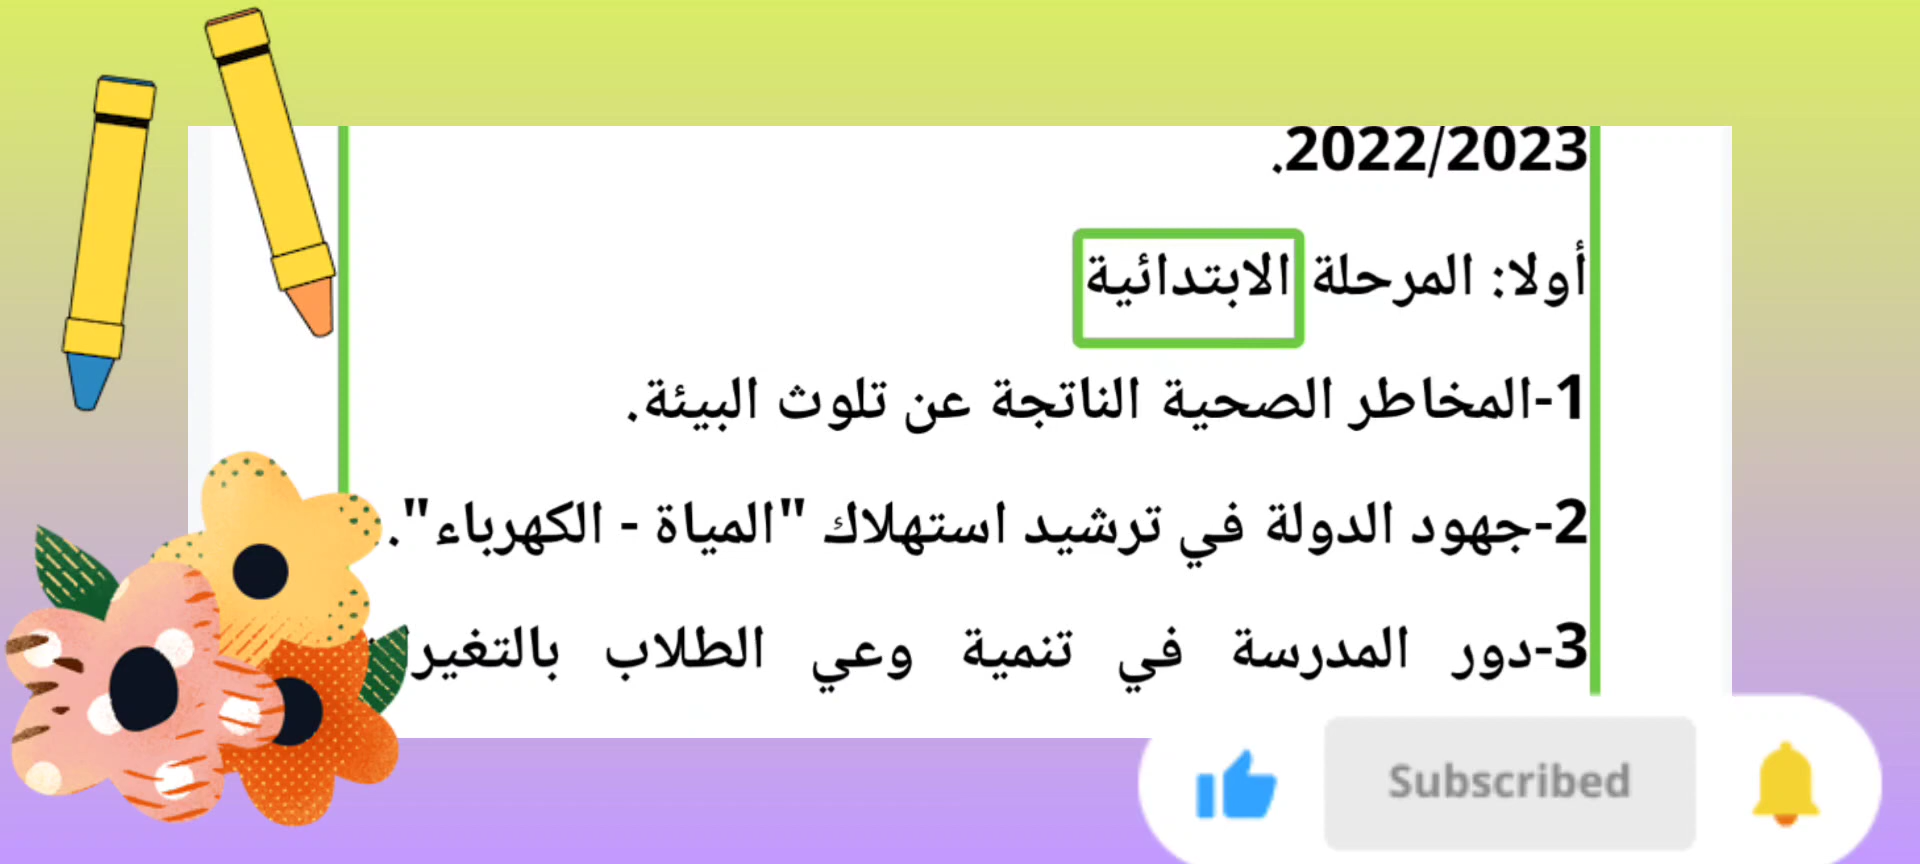 2022/2023.
أولا: المرحلة الابتدائية
1-المخاطر الصحية الناتجة عن تلوث البيئة.
2-جهود الدولة في ترشيد استهلاك "المياة - الكهرباء".
3-دور المدرسة في تنمية وعي الطلاب بالتغير
Subscribed